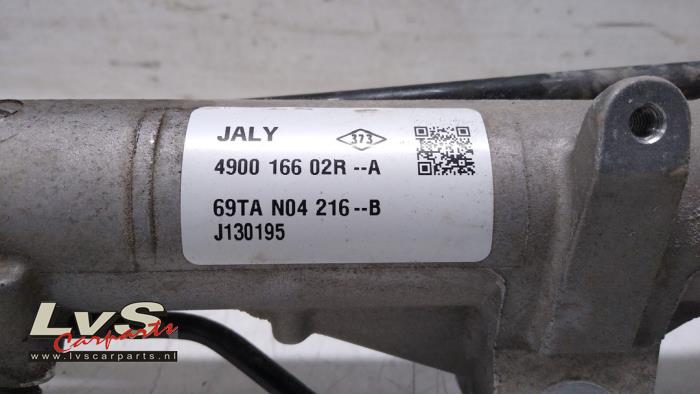 JALY
373
4900 166 02R --A
69TA N04 216 --B
J130195
LvS
Carparts
www.lvscarparts.nl